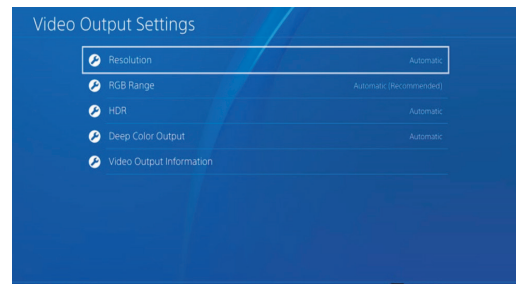 Video Output Settings
Resolution Automatic
RGB Range Automatic (Recommended)
HDR Automatic
Deep Color Output Automatic
Video Output Information